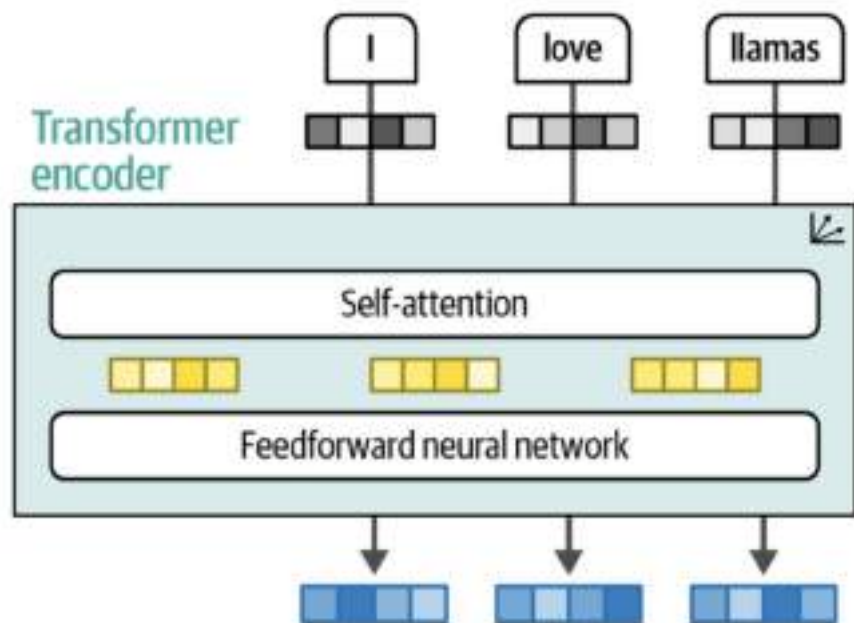 I love llamas
Transformer
encoder
Self-attention
Feedforward neural network